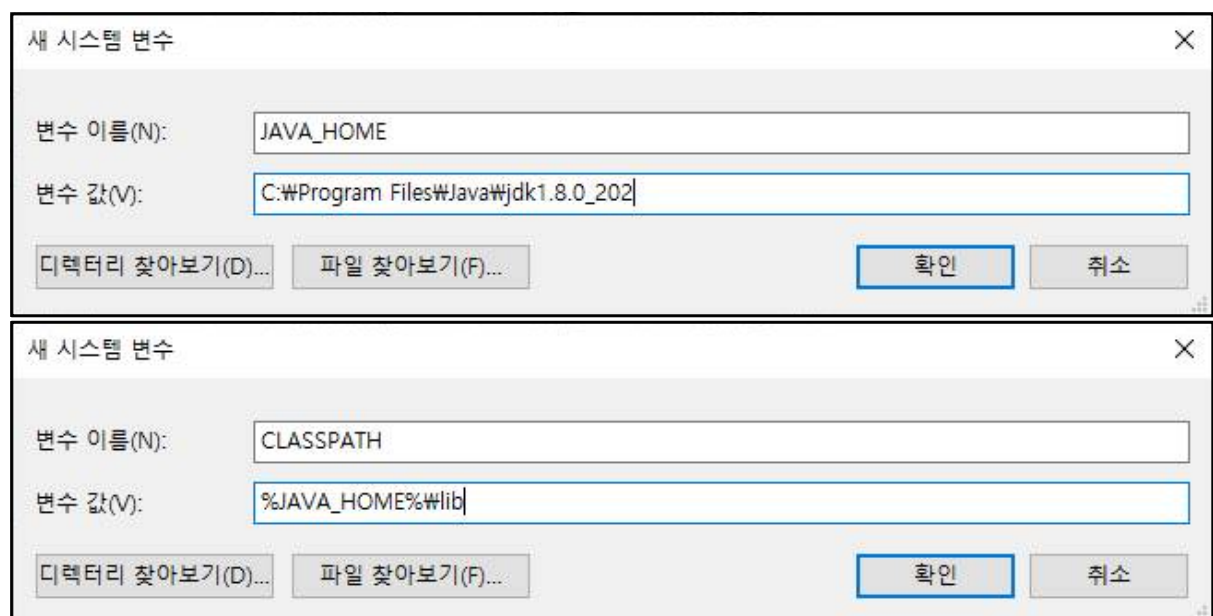 새 시스템 변수
변수 이름(N): JAVA_HOME
변수 값(V): C:₩Program Files₩Java₩jdk1.8.0_202
디렉터리 찾아보기(D)... 파일 찾아보기(F)... 확인 취소
새 시스템 변수
변수 이름(N): CLASSPATH
변수 값(V): %JAVA_HOME%₩lib
디렉터리 찾아보기(D)... 파일 찾아보기(F)... 확인 취소